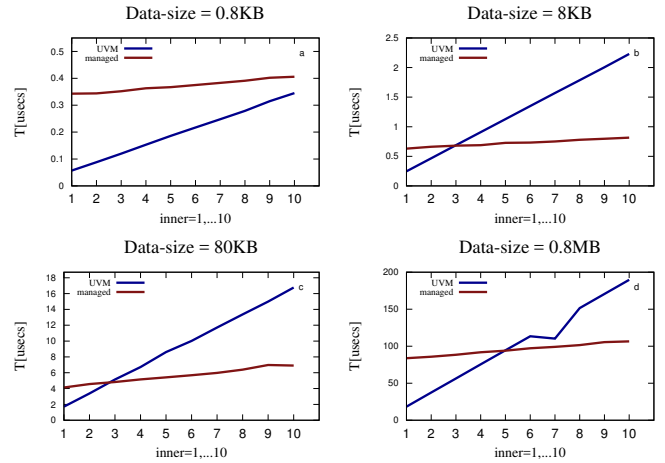 Data-size = 0.8KB
UVM
managed
a
0.5
0.4
0.3
0.2
0.1
0
T[usecs]
1 2 3 4 5 6 7 8 9 10
inner=1,...10
Data-size = 8KB
UVM
managed
b
2.5
2
1.5
1
0.5
0
T[usecs]
1 2 3 4 5 6 7 8 9 10
inner=1,...10
Data-size = 80KB
UVM
managed
c
18
16
14
12
10
8
6
4
2
0
T[usecs]
1 2 3 4 5 6 7 8 9 10
inner=1,...10
Data-size = 0.8MB
UVM
managed
d
200
150
100
50
0
T[usecs]
1 2 3 4 5 6 7 8 9 10
inner=1,...10